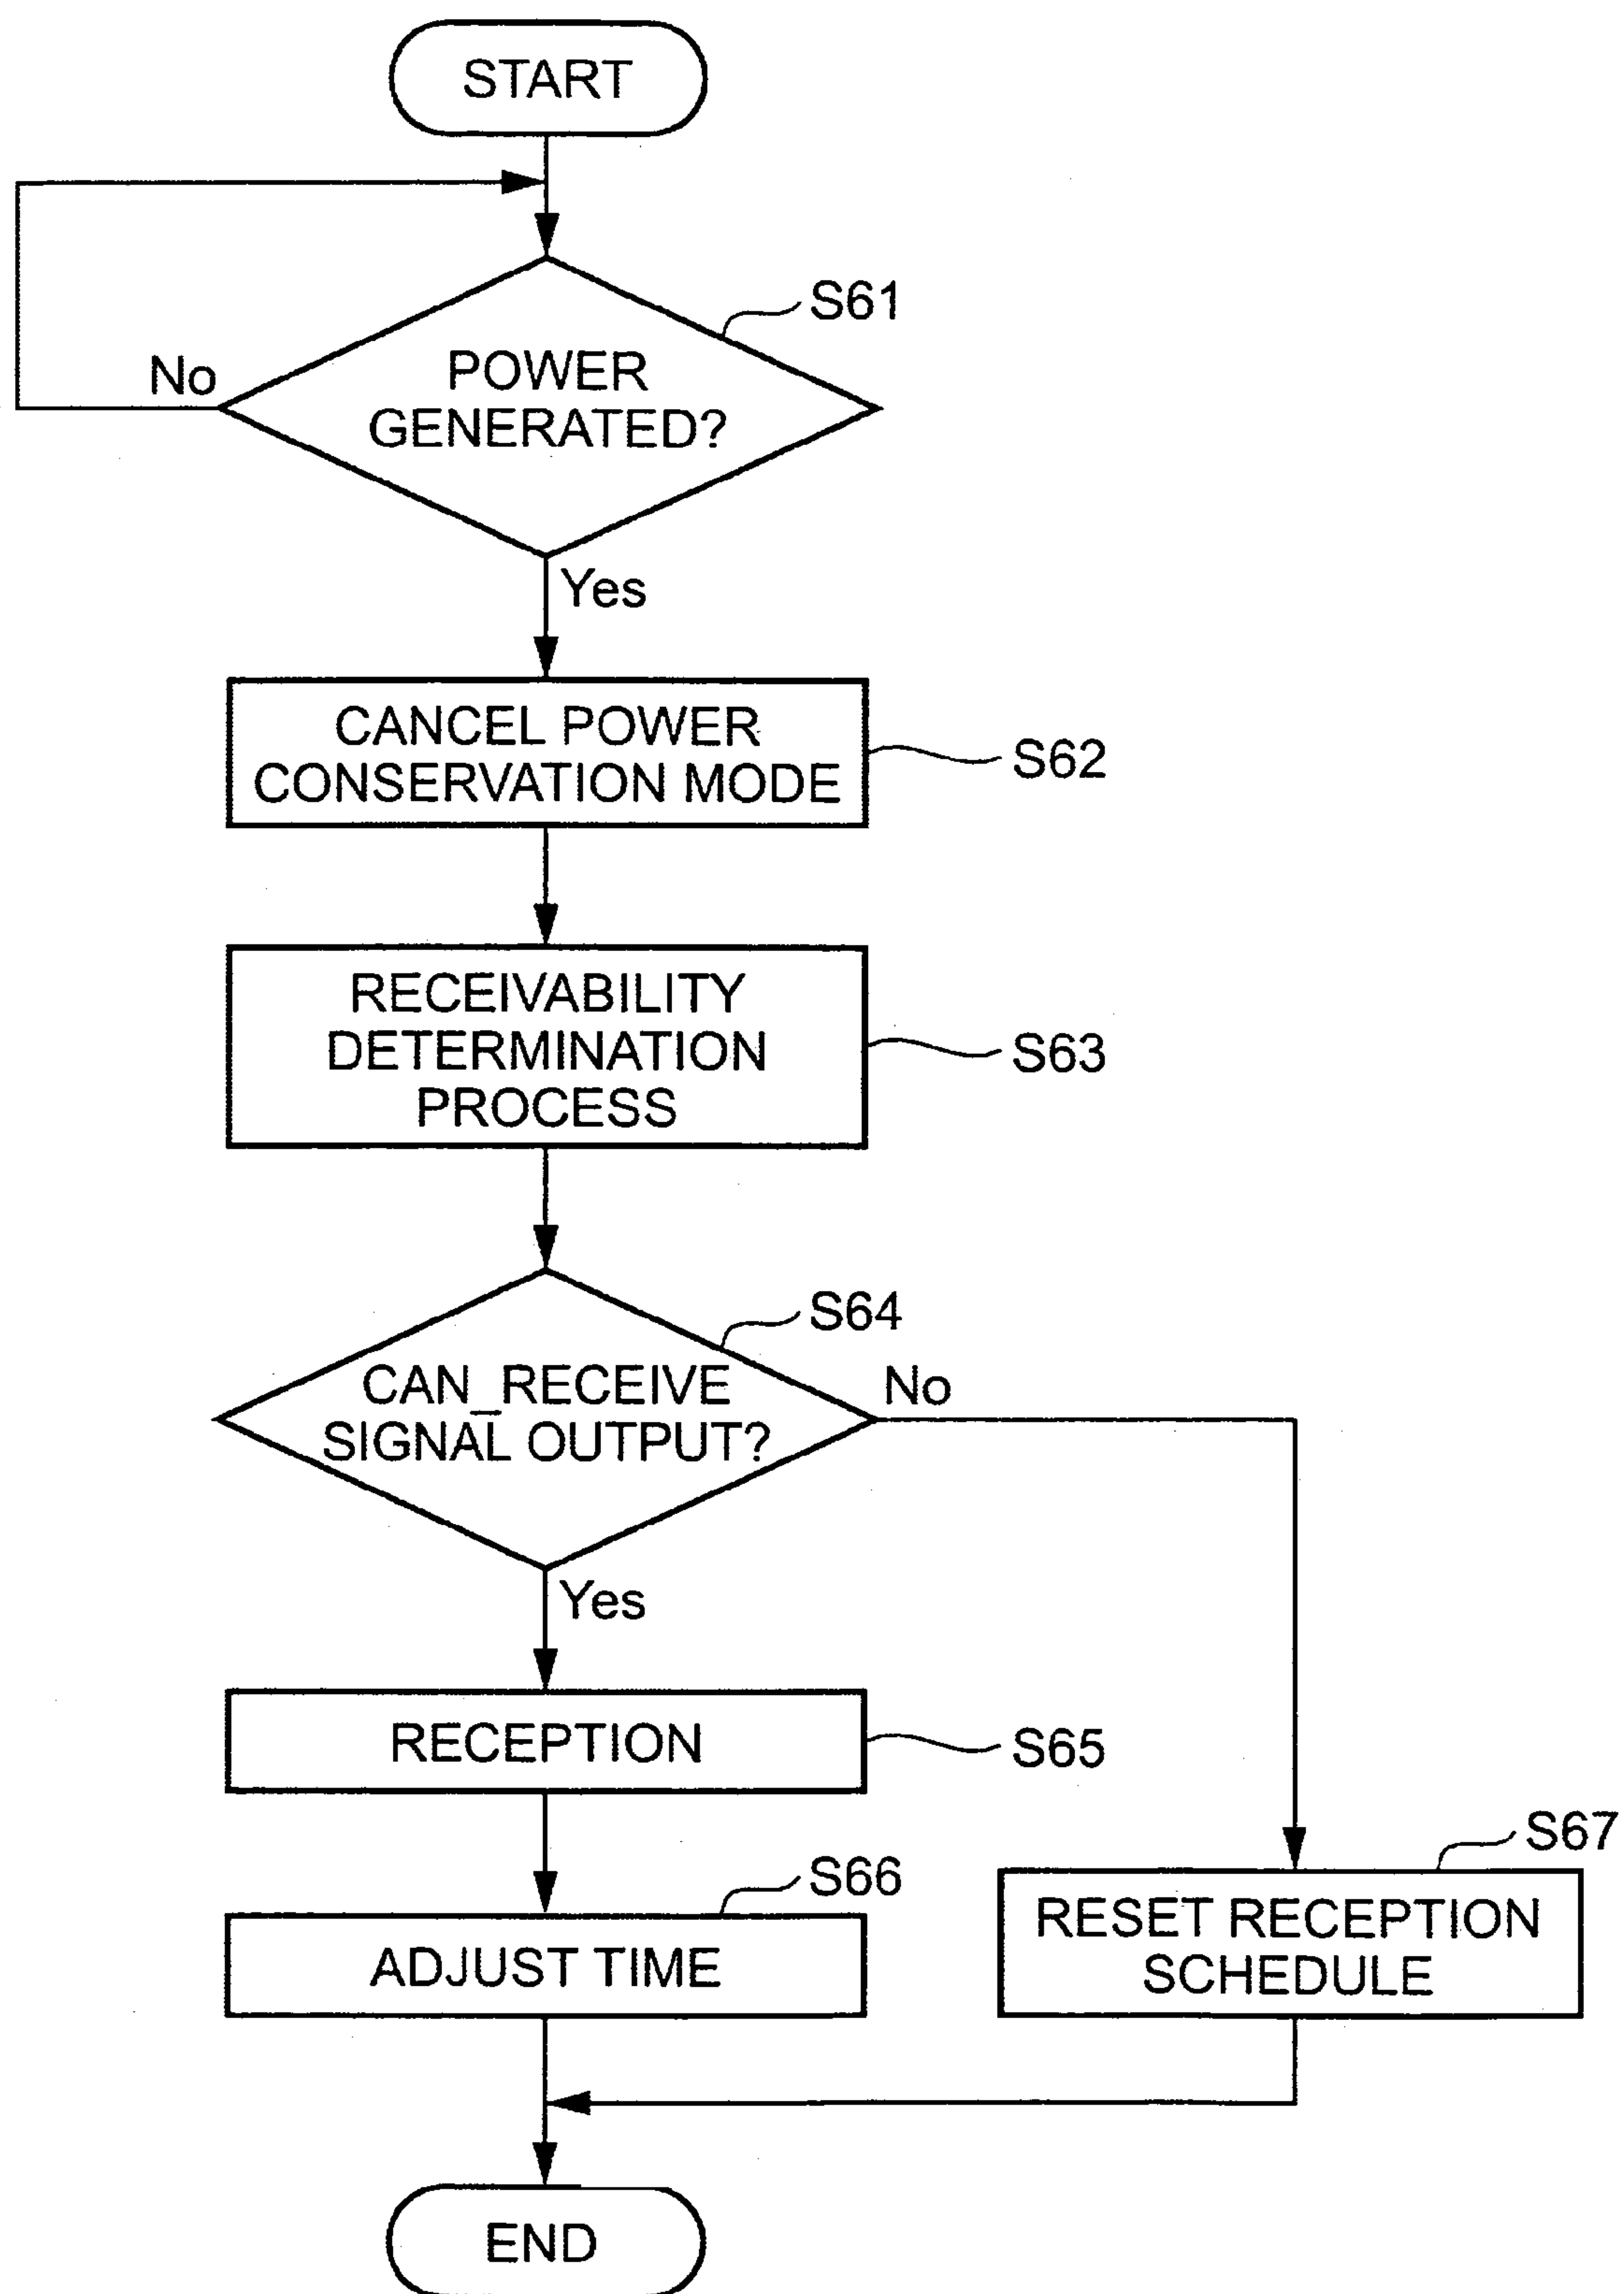 START
S61
POWER
GENERATED?
No
Yes
CANCEL POWER
CONSERVATION MODE
S62
RECEIVABILITY
DETERMINATION
PROCESS
S63
S64
CAN_RECEIVE
SIGNAL OUTPUT?
No
Yes
RECEPTION
S65
S66
ADJUST TIME
S67
RESET RECEPTION
SCHEDULE
END